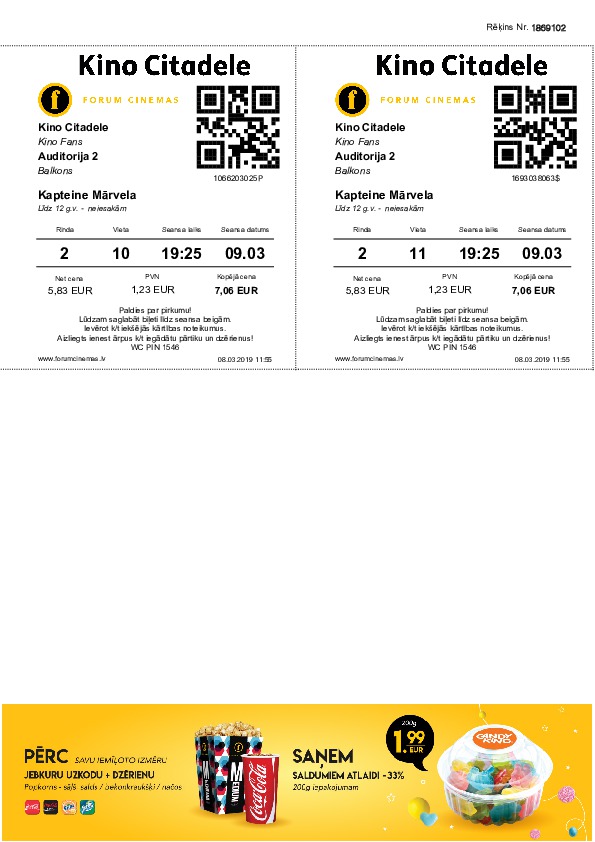 Rēķins Nr. 1869102
Kino Citadele
f FORUM CINEMAS
Kino Citadele
Kino Fans
Auditorija 2
Balkons
1066203025P
Kapteine Mārvela
Līdz 12 g.v. - neiesakām
Rinda Vieta Seansa laiks Seansa datums
2 10 19:25 09.03
Net cena PVN Kopējā cena
5,83 EUR 1,23 EUR 7,06 EUR
Paldies par pirkumu!
Lūdzam saglabāt biļeti līdz seansa beigām.
Ievērot k/t iekšējās kārtības noteikumus.
Aizliegts ienest ārpus k/t iegādātu pārtiku un dzērienus!
WC PIN 1546
www.forumcinemas.lv 08.03.2019 11:55
Kino Citadele
f FORUM CINEMAS
Kino Citadele
Kino Fans
Auditorija 2
Balkons
1693038063$
Kapteine Mārvela
Līdz 12 g.v. - neiesakām
Rinda Vieta Seansa laiks Seansa datums
2 11 19:25 09.03
Net cena PVN Kopējā cena
5,83 EUR 1,23 EUR 7,06 EUR
Paldies par pirkumu!
Lūdzam saglabāt biļeti līdz seansa beigām.
Ievērot k/t iekšējās kārtības noteikumus.
Aizliegts ienest ārpus k/t iegādātu pārtiku un dzērienus!
WC PIN 1546
www.forumcinemas.lv 08.03.2019 11:55
PĒRC SAVU IEMĪĻOTO IZMĒRU
JEBKURU UZKODU + DZĒRIENU
Popkorns - sāļš, salds / bekonkraukšķi / načos
MEDIUM
Coca-Cola
SAŅEM
SALDUMIEM ATLAIDI -33%
200g iepakojumam
200g
1.99
EUR
CANDY KING